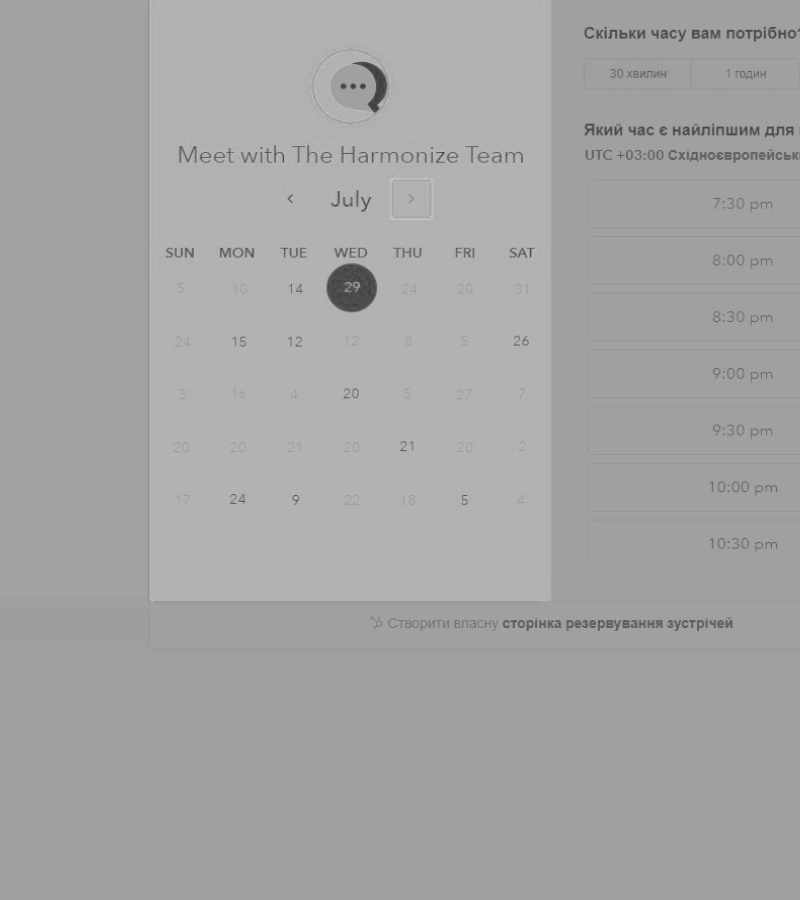 Meet with The Harmonize Team
July
SUN MON TUE WED THU FRI SAT
5 10 14 29 24 20 31
24 15 12 12 8 5 26
3 16 4 20 5 27 7
20 20 21 20 21 20 2
17 24 9 22 18 5 4
Скільки часу вам потрібно?
30 хвилин 1 годин
Який час є найліпшим для
UTC +03:00 Східноєвропейськ
7:30 pm
8:00 pm
8:30 pm
9:00 pm
9:30 pm
10:00 pm
10:30 pm
Створити власну сторінка резервування зустрічей